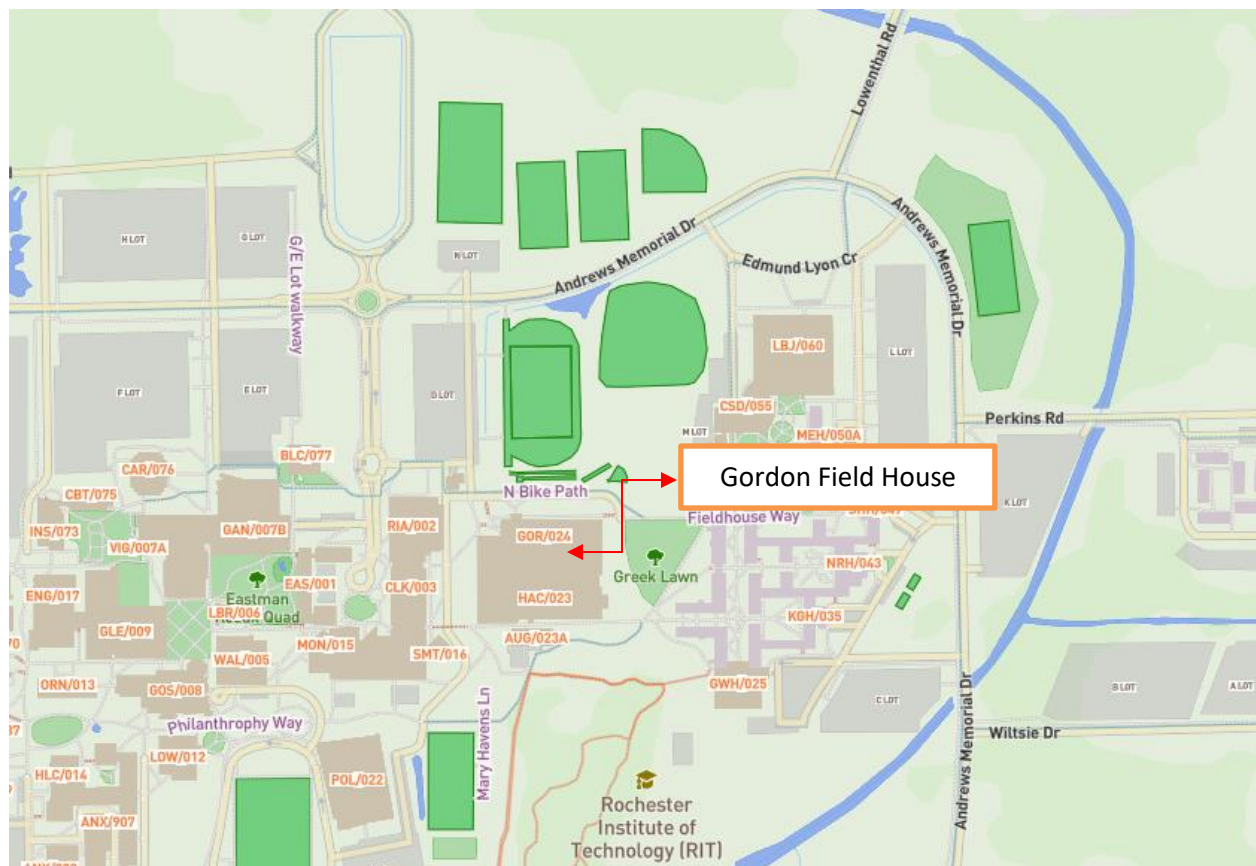 Lowenthal Rd
Andrews Memorial Dr
Andrews Memorial Dr
Edmund Lyon Cr
H LOT
G LOT
N LOT
G/E Lot walkway
F LOT
E LOT
D LOT
L LOT
LBJ/060
CSD/055
M LOT
MEH/050A
Perkins Rd
BLC/077
CAR/076
CBT/075
INS/073
VIG/007A
GAN/007B
RIA/002
N Bike Path
Gordon Field House
Fieldhouse Way
K LOT
GOR/024
Greek Lawn
NRH/043
ENG/017
EAS/001
CLK/003
HAC/023
LBR/006
Eastman
Quad
GLE/009
MON/015
AUG/023A
KGH/035
WAL/005
SMT/016
ORN/013
GOS/008
GWH/025
C LOT
B LOT
A LOT
Philanthropy Way
Mary Havens Ln
Andrews Memorial Dr
Wiltsie Dr
LOW/012
HLC/014
POL/022
ANX/907
Rochester
Institute of
Technology (RIT)